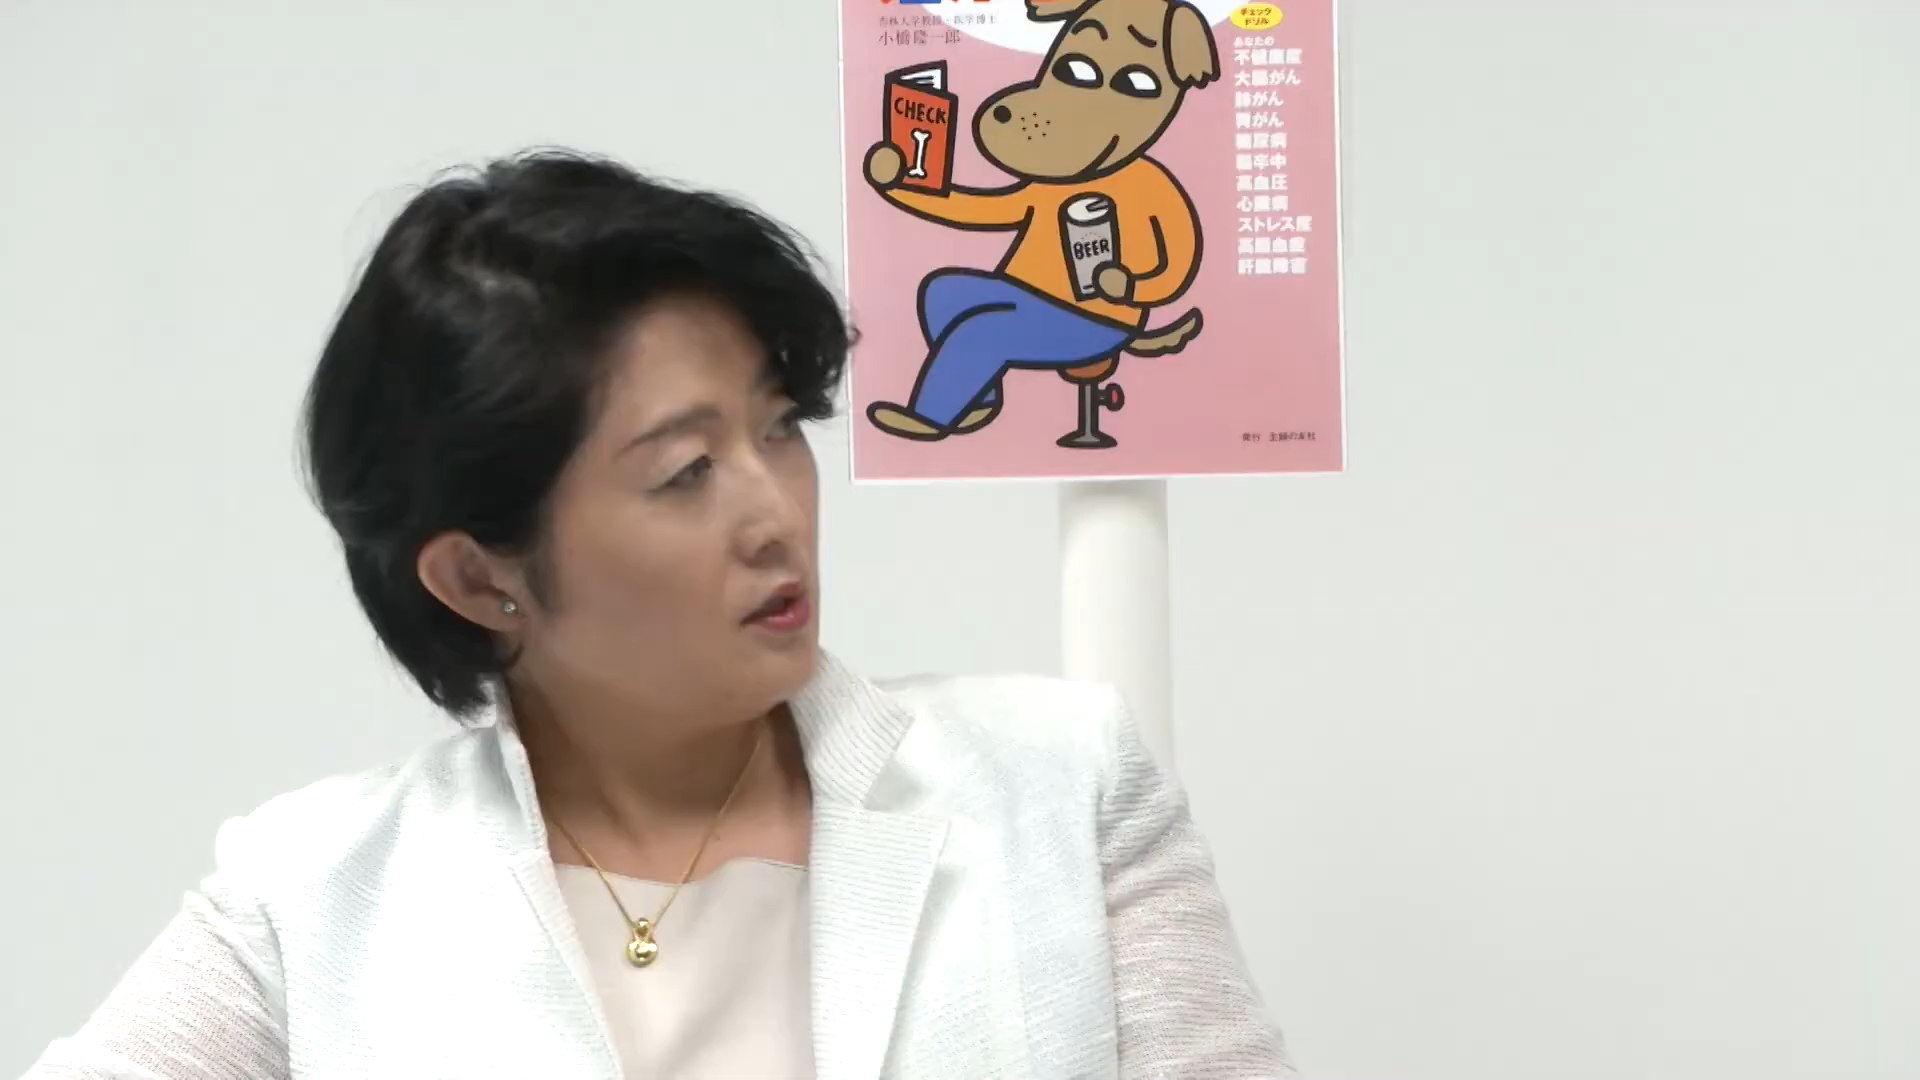 杏林大学教授・医学博士
小橋隆一郎
チェック
ドリル
あなたの
不健康度
大腸がん
肺がん
胃がん
糖尿病
脳卒中
高血圧
心臓病
ストレス度
高脂血症
肝臓障害
CHECK
BEER
発行 主婦の友社